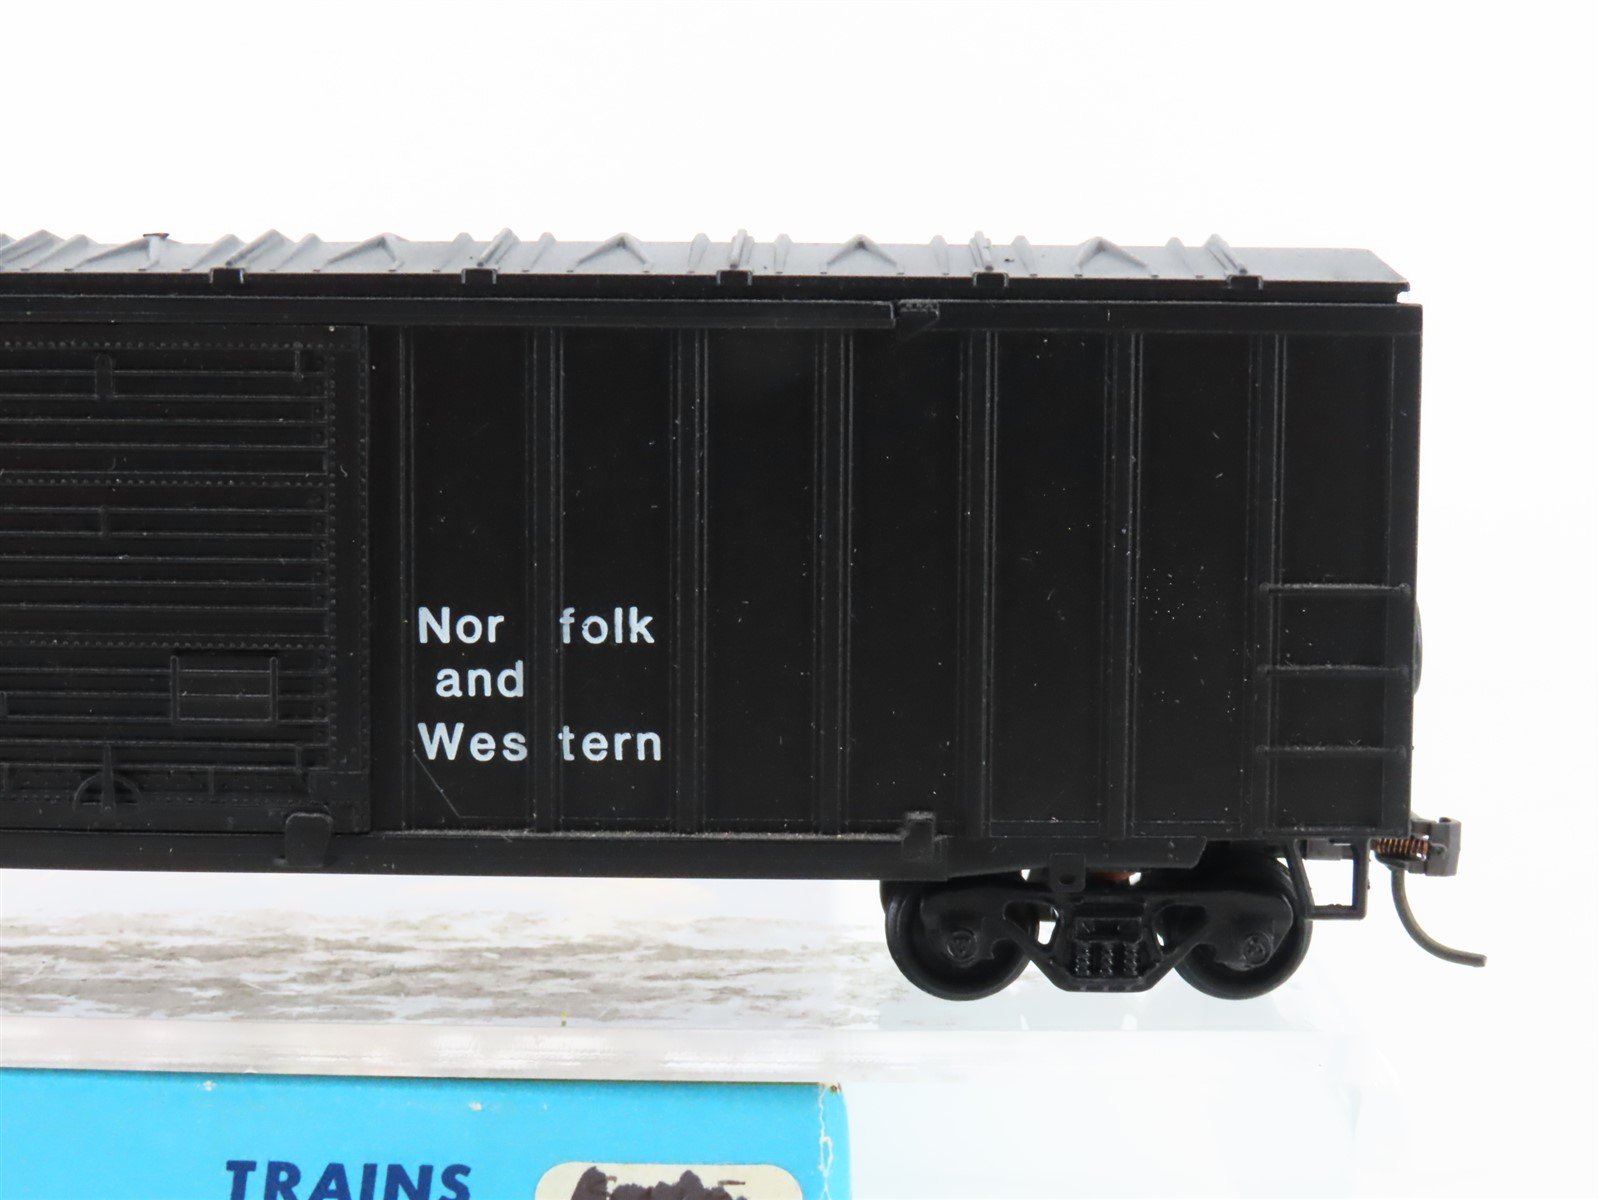 Nor folk
and
Wes tern
TRAINS